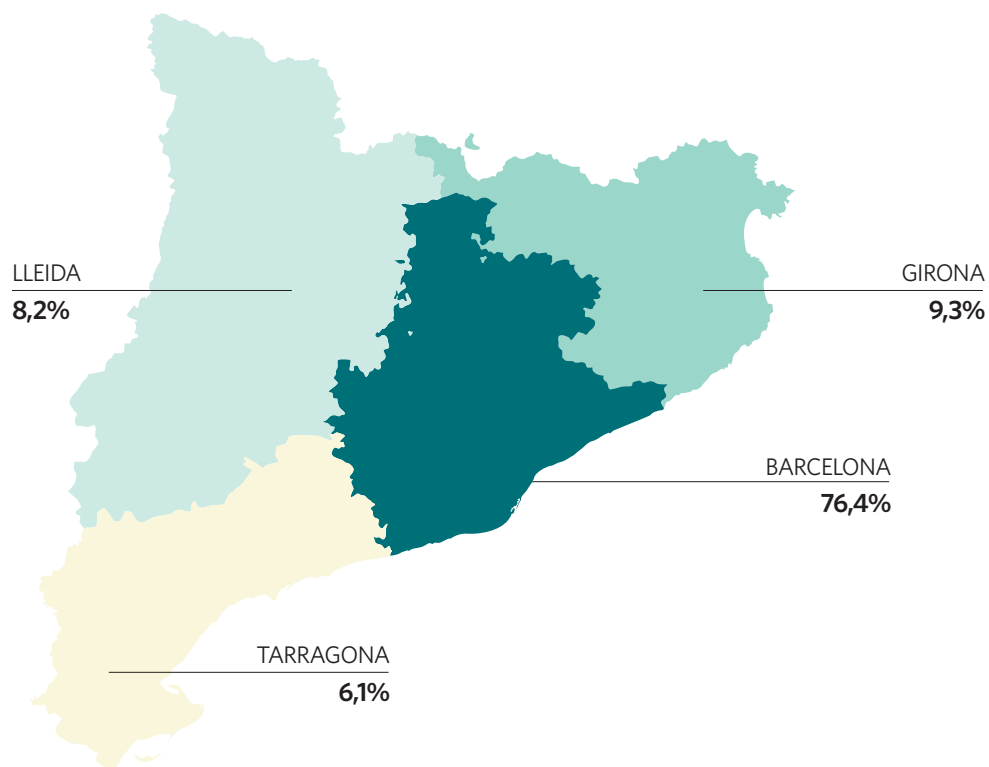 LLEIDA
8,2%
GIRONA
9,3%
BARCELONA
76,4%
TARRAGONA
6,1%